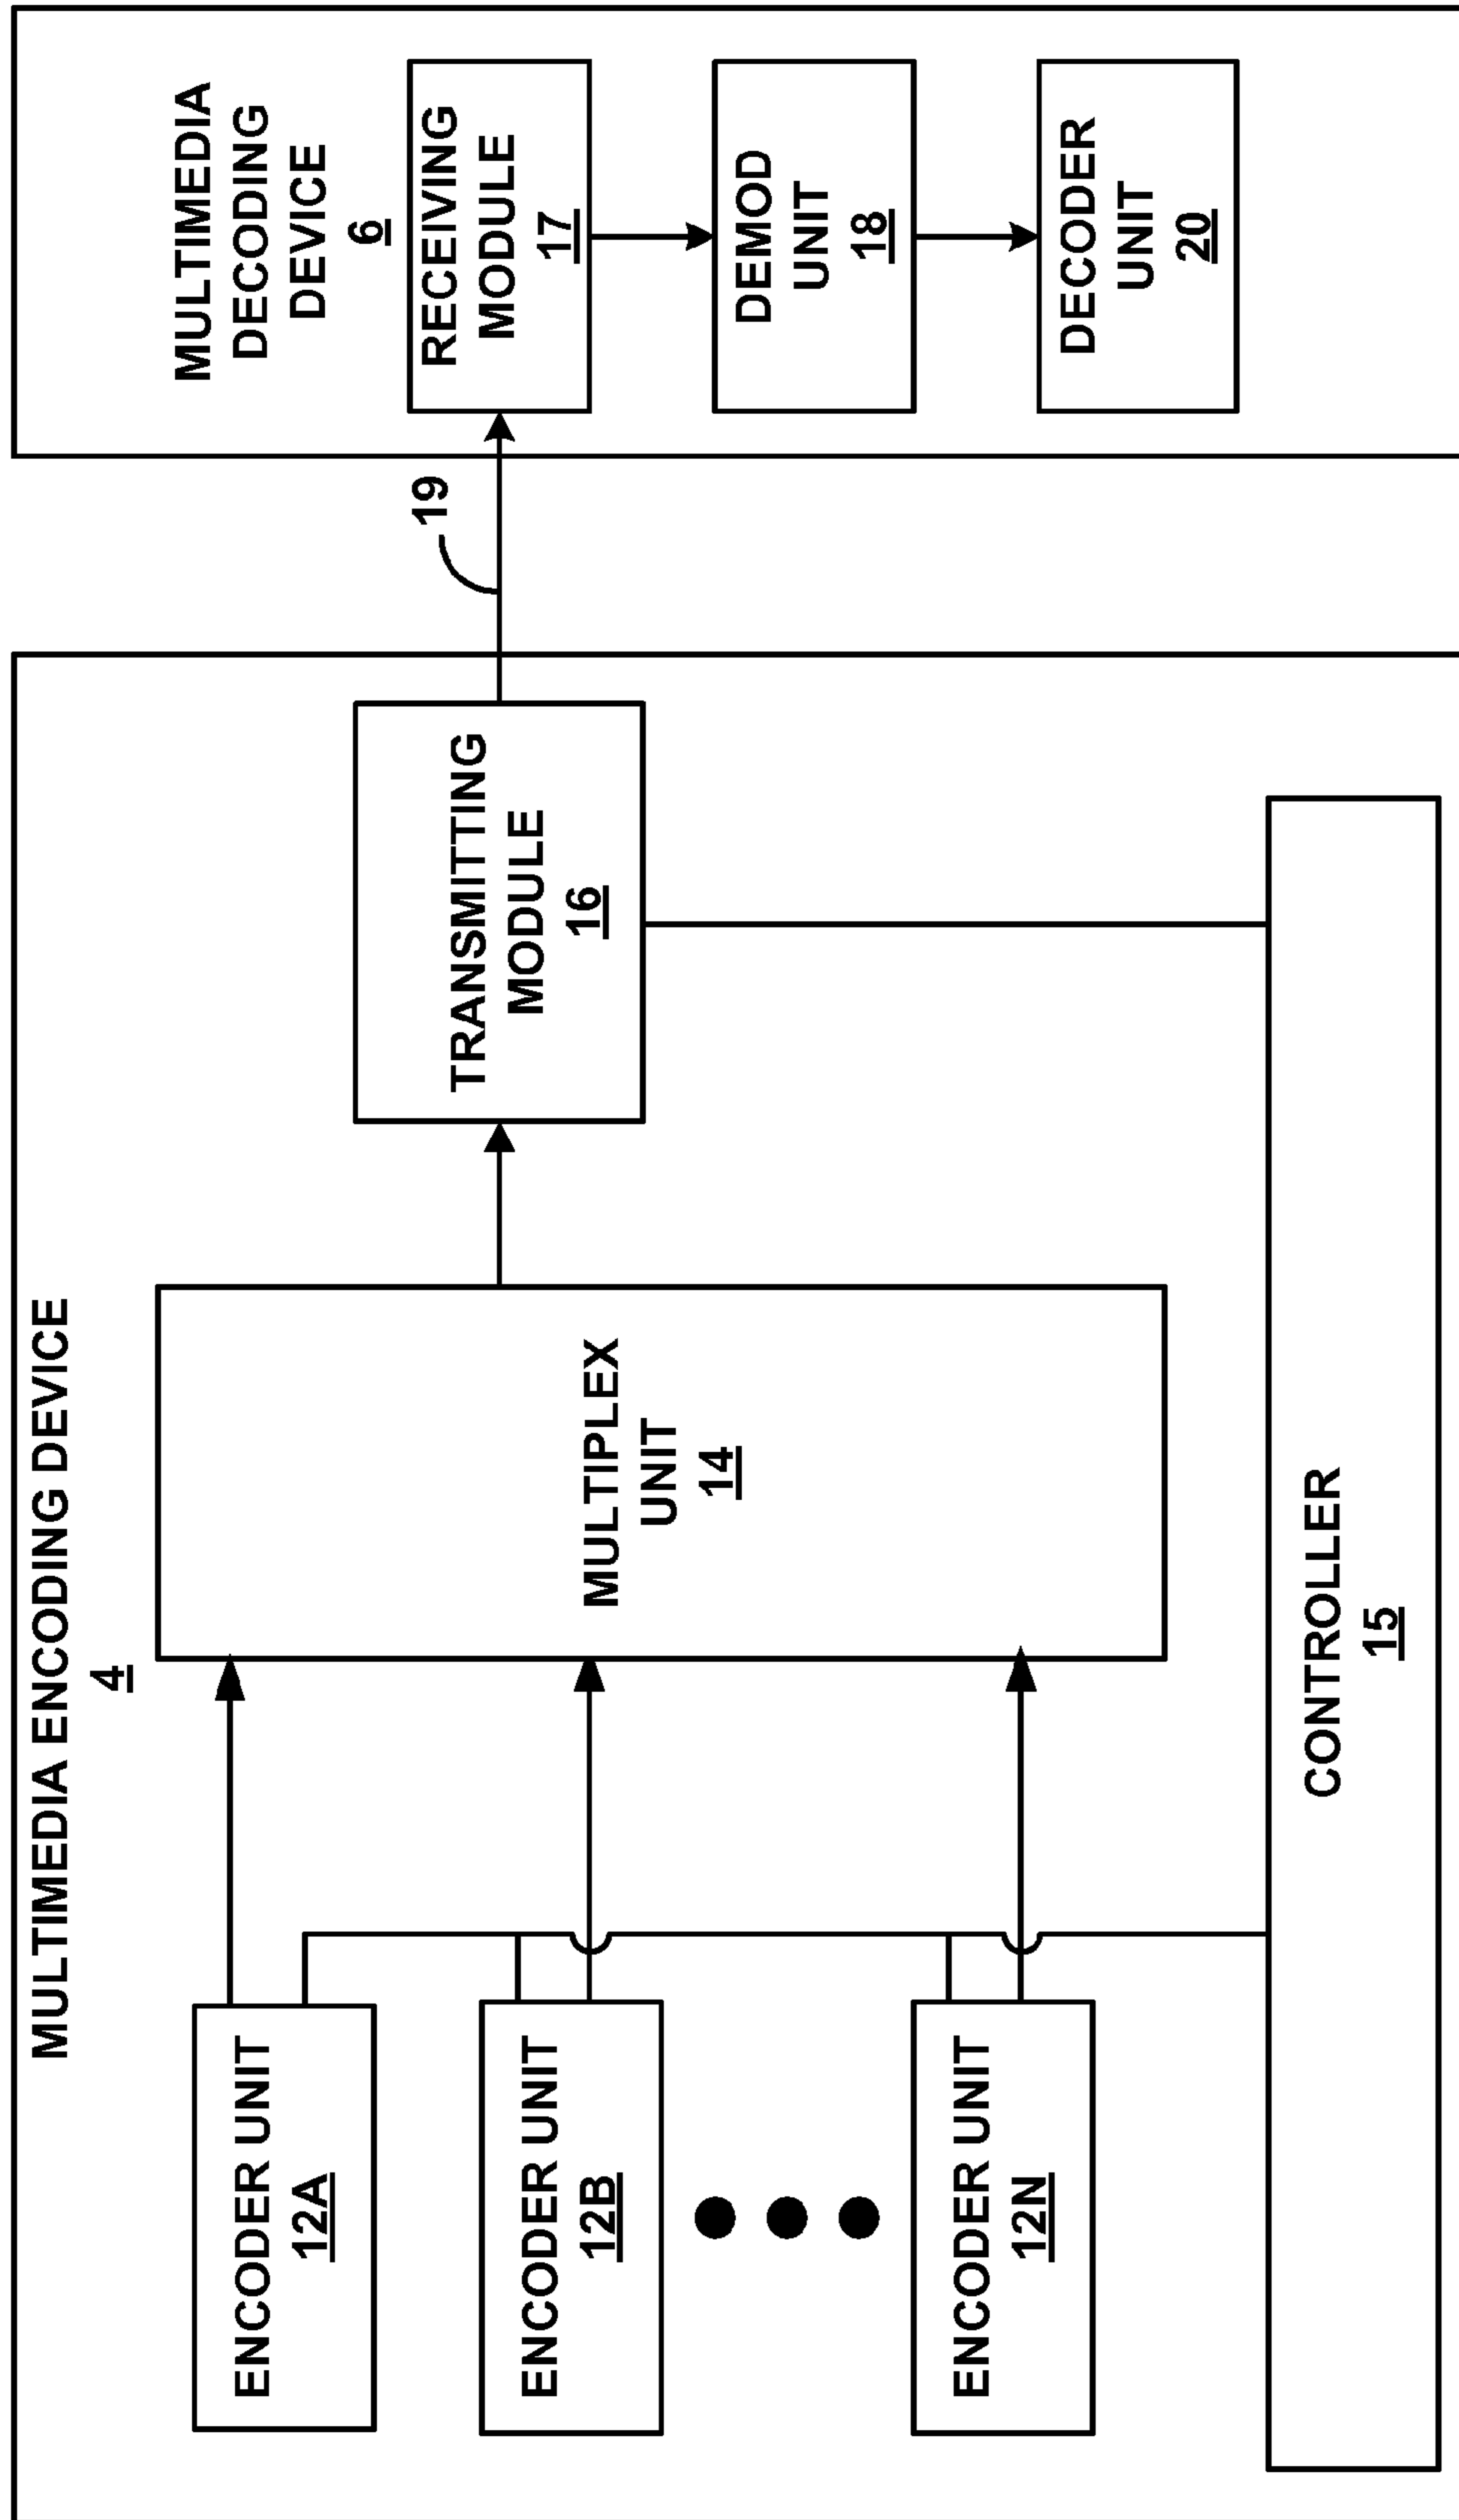 MULTIMEDIA ENCODING DEVICE
4
ENCODER UNIT
12A
ENCODER UNIT
12B
ENCODER UNIT
12N
MULTIPLEX
UNIT
14
TRANSMITTING
MODULE
16
CONTROLLER
15
19
MULTIMEDIA
DECODING
DEVICE
6
RECEIVING
MODULE
17
DEMOD
UNIT
18
DECODER
UNIT
20